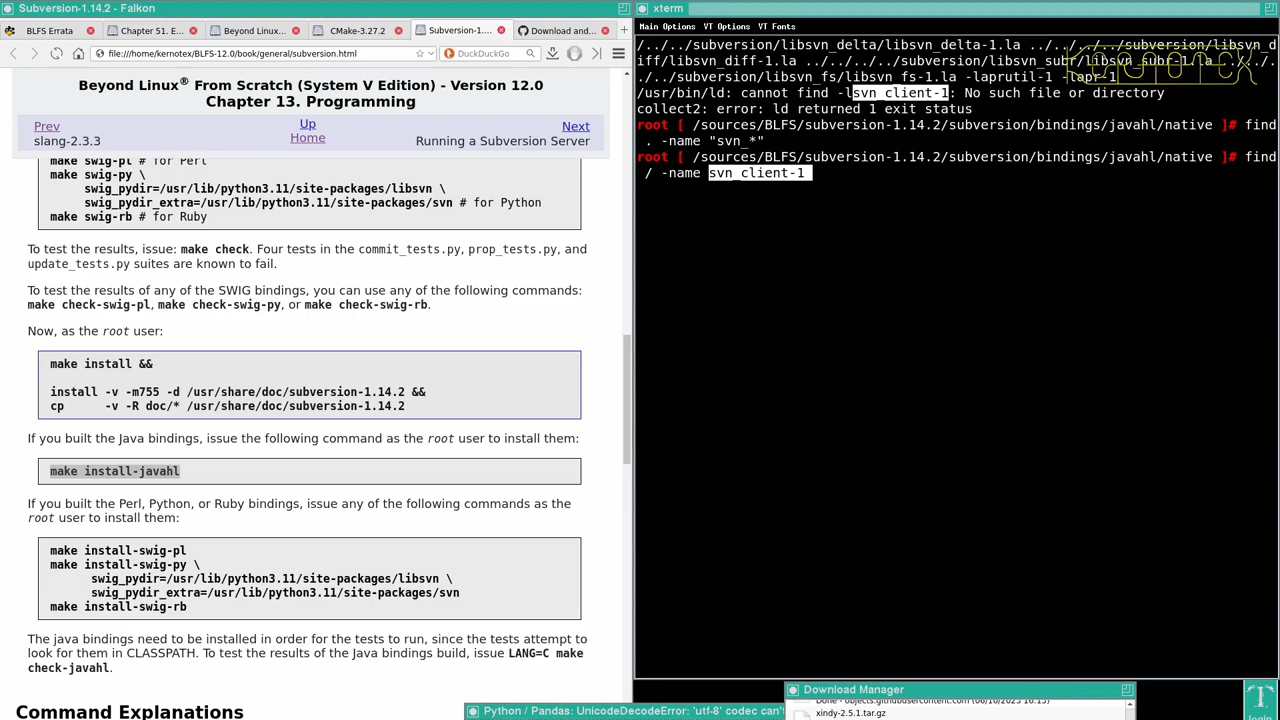 Subversion-1.14.2 - Falkon
BLFS Errata
Chapter 51. E...
Beyond Linux...
CMake-3.27.2
Subversion-1....
Download and...
file:///home/kernotex/BLFS-12.0/book/general/subversion.html
DuckDuckGo
Beyond Linux® From Scratch (System V Edition) - Version 12.0
Chapter 13. Programming
Prev
Up
Next
slang-2.3.3
Home
Running a Subversion Server
make swig-pl # for Perl
make swig-py \
swig_pydir=/usr/lib/python3.11/site-packages/libsvn \
swig_pydir_extra=/usr/lib/python3.11/site-packages/svn # for Python
make swig-rb # for Ruby
To test the results, issue: make check. Four tests in the commit_tests.py, prop_tests.py, and
update_tests.py suites are known to fail.
To test the results of any of the SWIG bindings, you can use any of the following commands:
make check-swig-pl, make check-swig-py, or make check-swig-rb.
Now, as the root user:
make install &&
install -v -m755 -d /usr/share/doc/subversion-1.14.2 &&
cp -v -R doc/* /usr/share/doc/subversion-1.14.2
If you built the Java bindings, issue the following command as the root user to install them:
make install-javahl
If you built the Perl, Python, or Ruby bindings, issue any of the following commands as the
root user to install them:
make install-swig-pl
make install-swig-py \
swig_pydir=/usr/lib/python3.11/site-packages/libsvn \
swig_pydir_extra=/usr/lib/python3.11/site-packages/svn
make install-swig-rb
The java bindings need to be installed in order for the tests to run, since the tests attempt to
look for them in CLASSPATH. To test the results of the Java bindings build, issue LANG=C make
check-javahl.
Command Explanations
xterm
Main Options VT Options VT Fonts
/../../subversion/libsvn_delta/libsvn_delta-1.la ../../../../subversion/libsvn_d
iff/libsvn_diff-1.la ../../../../subversion/libsvn_subr/libsvn_subr-1.la ../../.
./../subversion/libsvn_fs/libsvn_fs-1.la -laprutil-1 -lapr-1
/usr/bin/ld: cannot find -lsvn_client-1: No such file or directory
collect2: error: ld returned 1 exit status
root [ /sources/BLFS/subversion-1.14.2/subversion/bindings/javahl/native ]# find
. -name "svn_*"
root [ /sources/BLFS/subversion-1.14.2/subversion/bindings/javahl/native ]# find
/ -name svn_client-1
Download Manager
xindy-2.5.1.tar.gz
Python / Pandas: UnicodeDecodeError: 'utf-8' codec can't